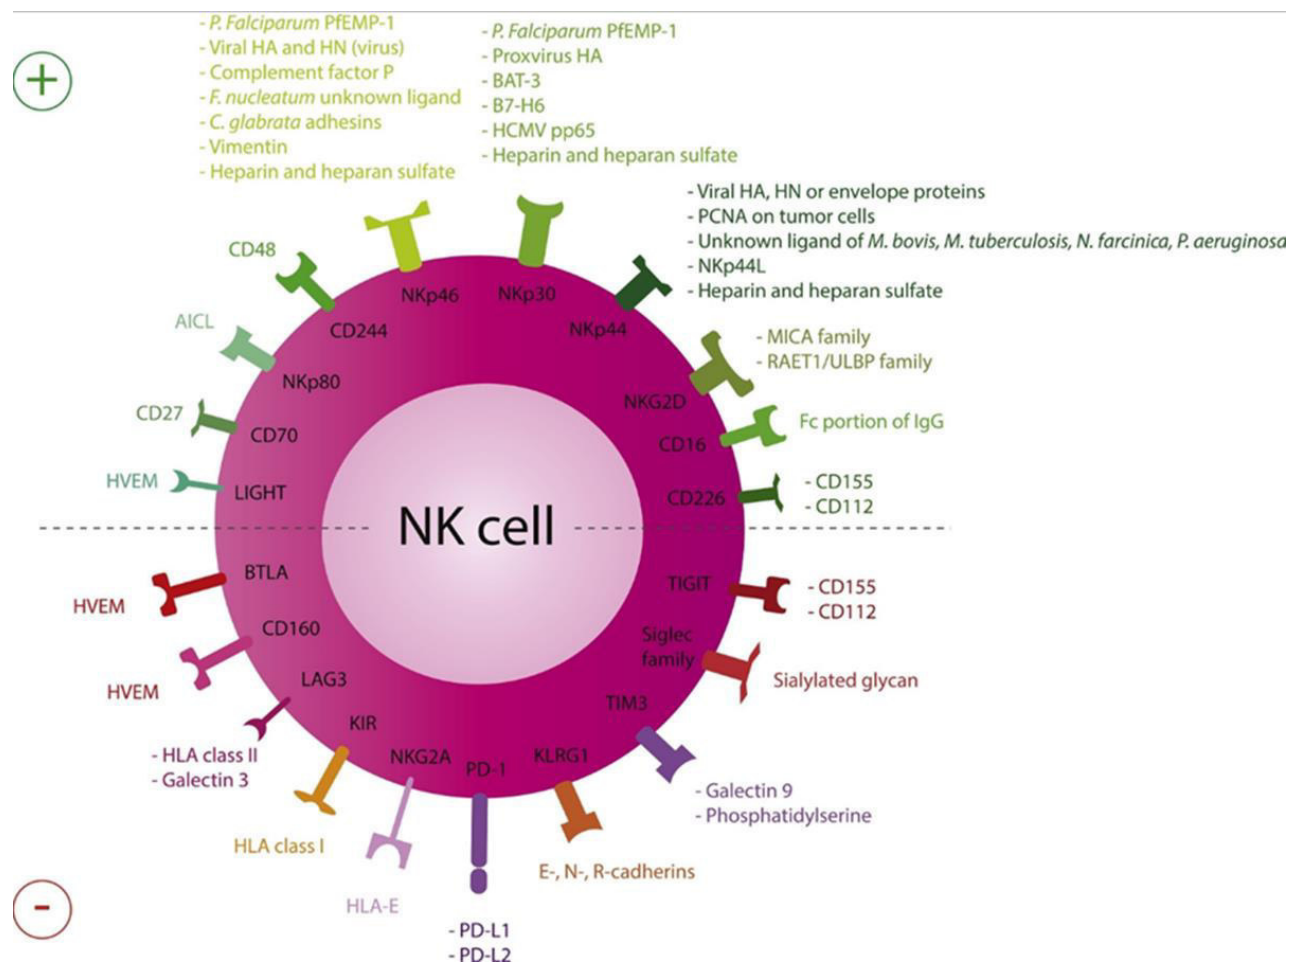 - P. Falciparum PfEMP-1
- Viral HA and HN (virus)
- Complement factor P
- F. nucleatum unknown ligand
- C. glabrata adhesins
- Vimentin
- Heparin and heparan sulfate
- P. Falciparum PfEMP-1
- Proxvirus HA
- BAT-3
- B7-H6
- HCMV pp65
- Heparin and heparan sulfate
- Viral HA, HN or envelope proteins
- PCNA on tumor cells
- Unknown ligand of M. bovis, M. tuberculosis, N. farcinica, P. aeruginosa
- NKp44L
- Heparin and heparan sulfate
+
CD48
NKp46
NKp30
NKp44
CD244
AICL
NKp80
- MICA family
- RAET1/ULBP family
NKG2D
CD27
CD70
CD16
Fc portion of IgG
HVEM
LIGHT
CD226
- CD155
- CD112
NK cell
BTLA
HVEM
TIGIT
- CD155
- CD112
CD160
HVEM
Siglec
family
Sialylated glycan
LAG3
- HLA class II
- Galectin 3
TIM3
- Galectin 9
- Phosphatidylserine
KIR
HLA class I
NKG2A
HLA-E
PD-1
- PD-L1
- PD-L2
KLRG1
E-, N-, R-cadherins
-